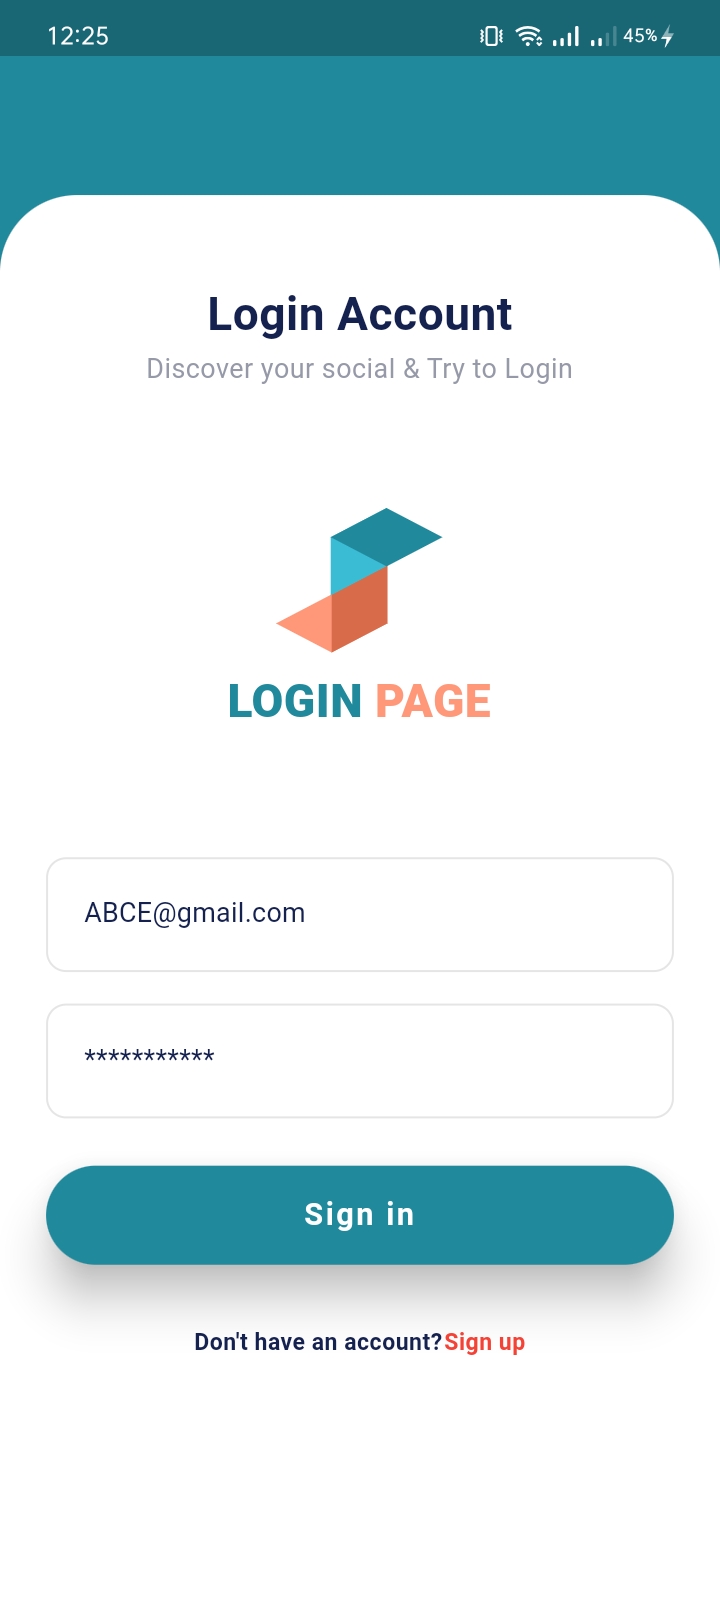 12:25
45%
Login Account
Discover your social & Try to Login
LOGIN PAGE
ABCE@gmail.com
***********
Sign in
Don't have an account?Sign up